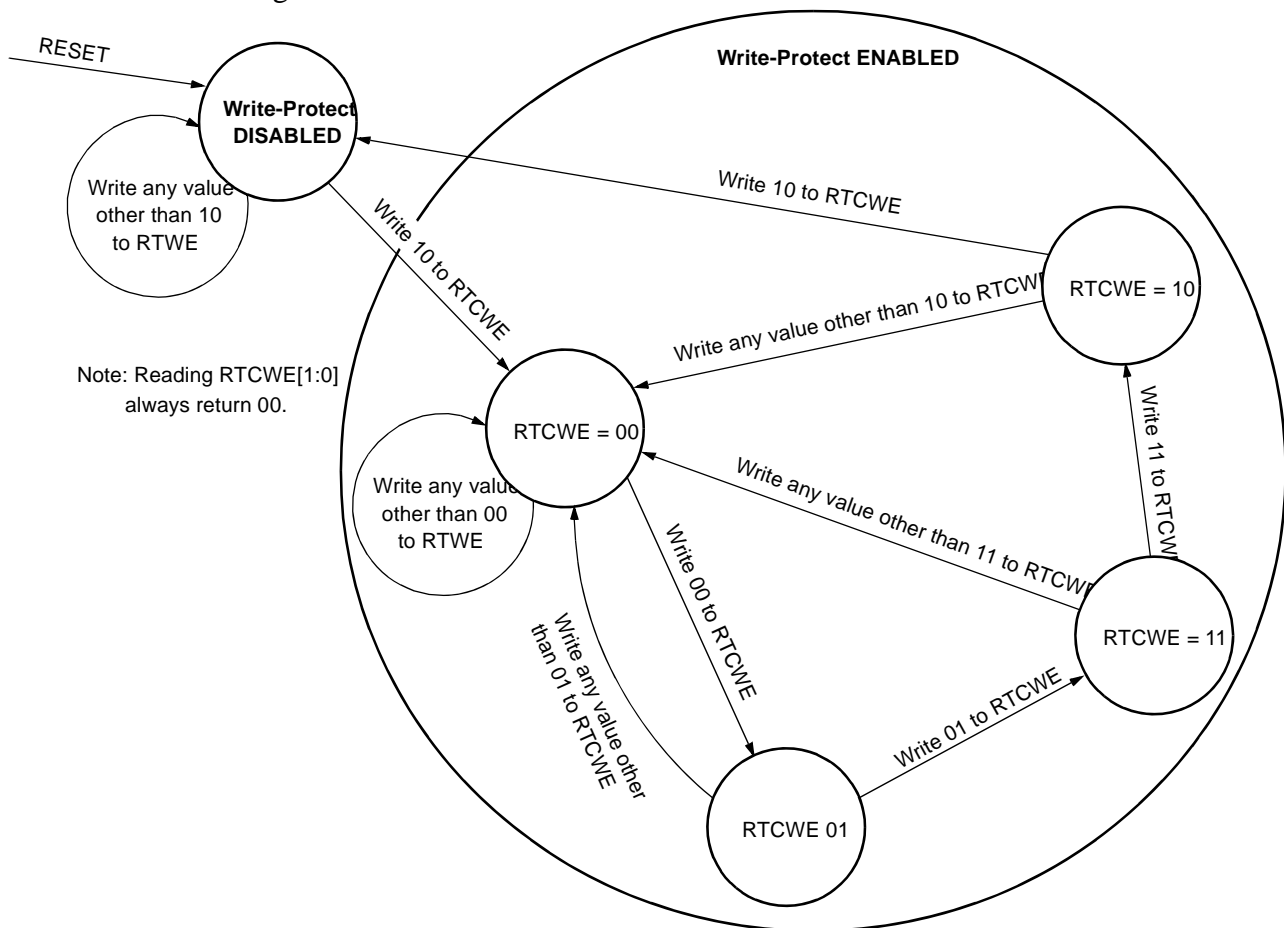 RESET
Write-Protect ENABLED
Write-Protect
DISABLED
Write any value
other than 10
to RTWE
Write 10 to RTCWE
Write 10 to RTCWE
RTCWE = 10
Write any value other than 10 to RTCWE
Note: Reading RTCWE[1:0]
always return 00.
RTCWE = 00
Write 11 to RTCWE
Write any value
other than 00
to RTWE
Write any value other than 11 to RTCWE
Write 00 to RTCWE
RTCWE = 11
Write any value other
than 01 to RTCWE
Write 01 to RTCWE
RTCWE 01